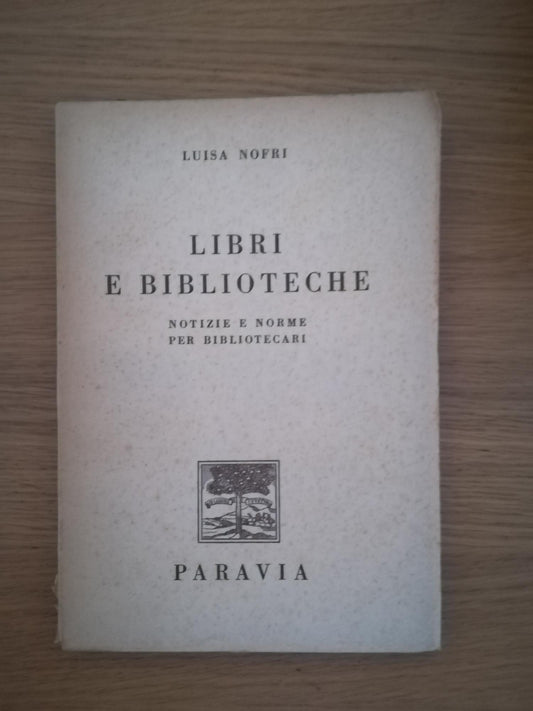 LUISA NOFRI
LIBRI
E BIBLIOTECHE
NOTIZIE E NORME
PER BIBLIOTECARI
PARAVIA